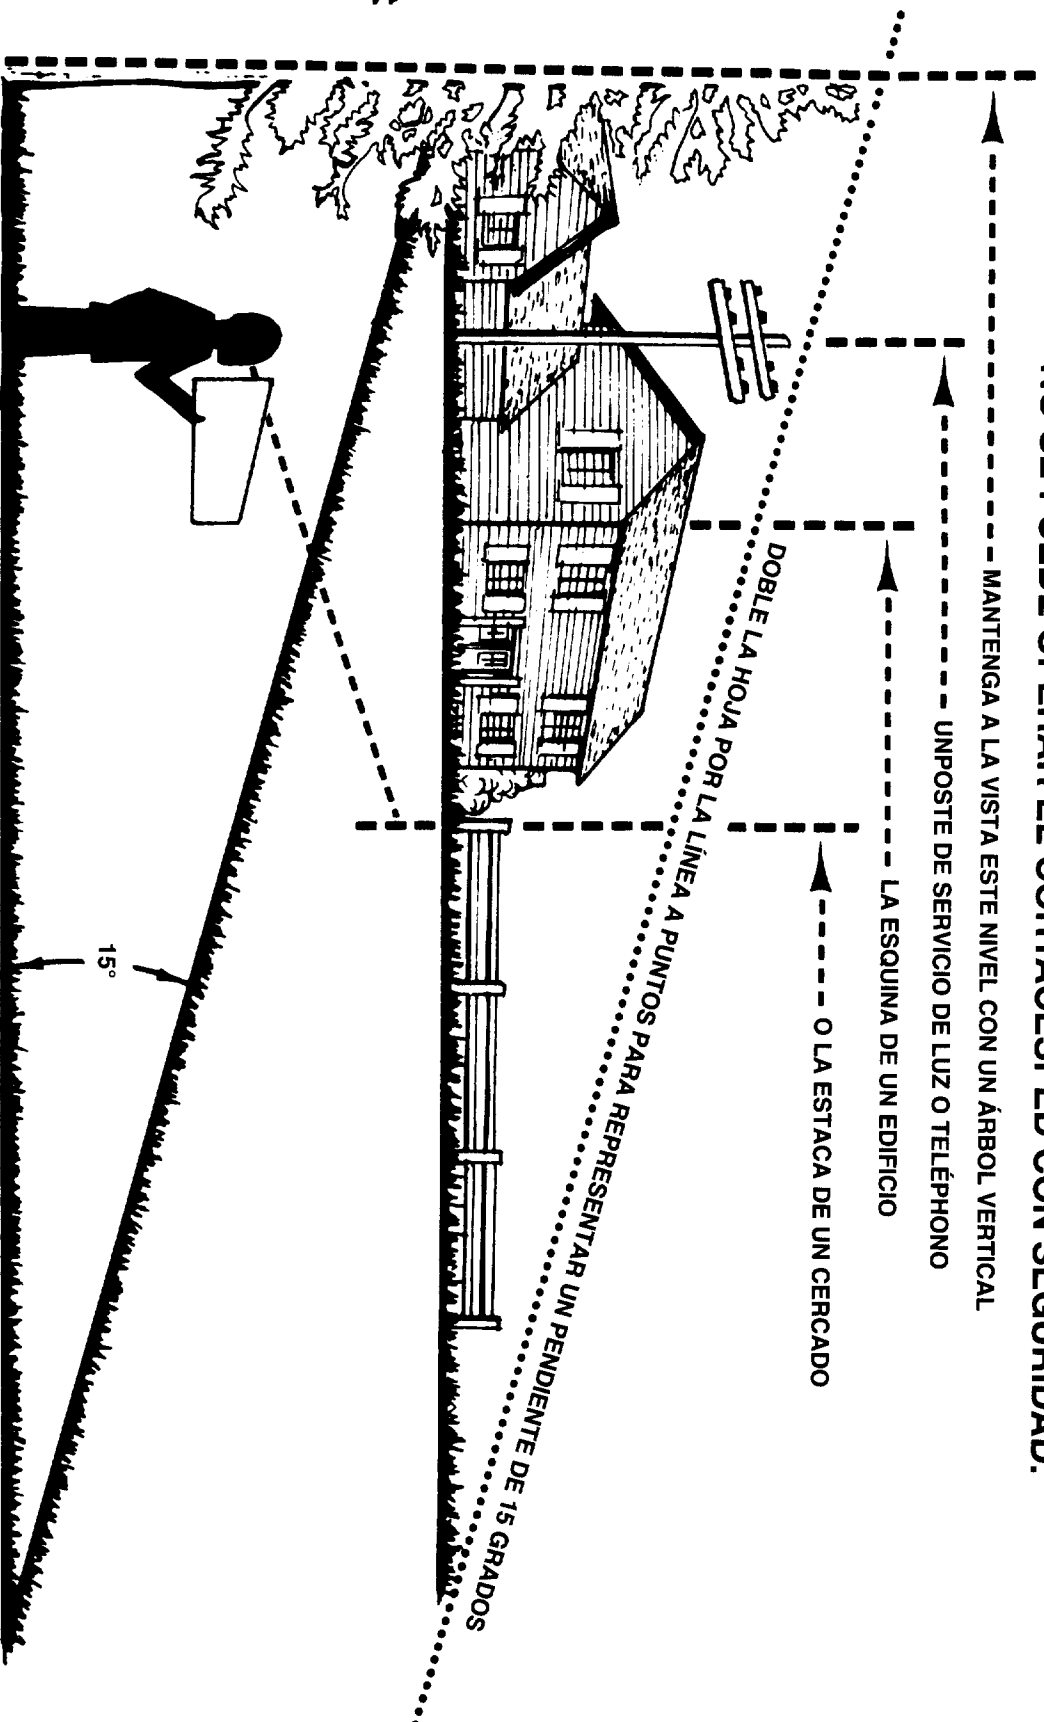 CON SEGURIDAD.
MANTENGA A LA VISTA ESTE NIVEL CON UN ÁRBOL VERTICAL
UNPOSTE DE SERVICIO DE LUZ O TELÉPHONO
LA ESQUINA DE UN EDIFICIO
O LA ESTACA DE UN CERCADO
DOBLE LA HOJA POR LA LÍNEA A PUNTOS PARA REPRESENTAR UN PENDIENTE DE 15 GRADOS
15°